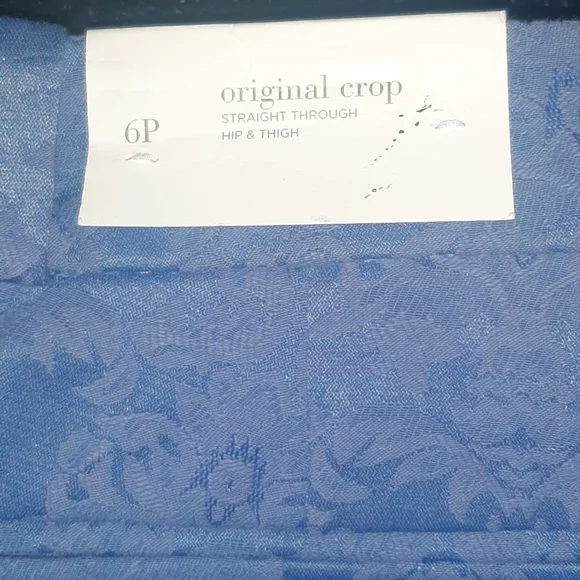 6P
original crop
STRAIGHT THROUGH
HIP & THIGH